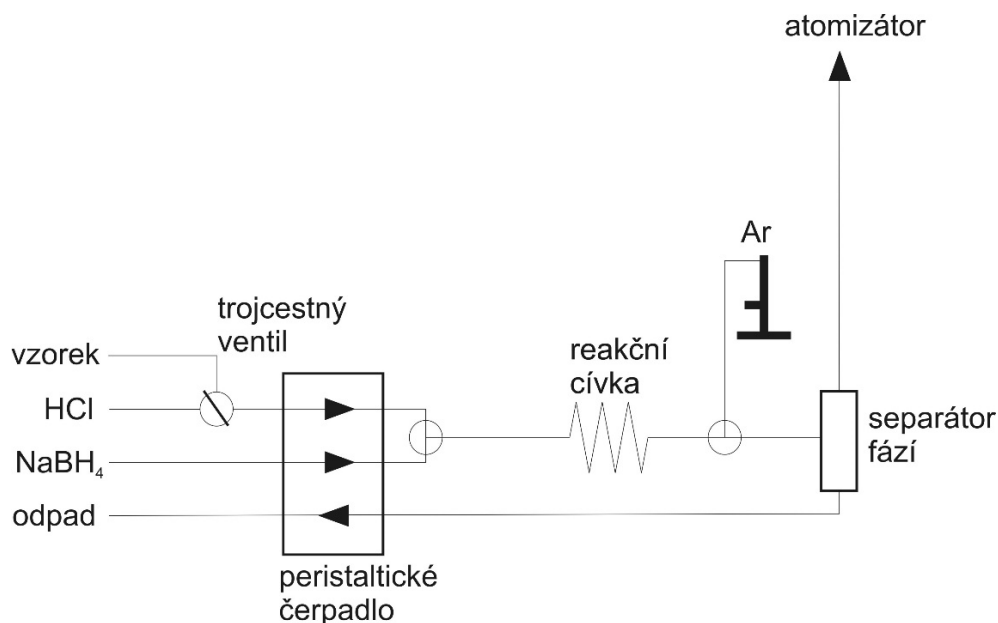 atomizátor
Ar
trojcestný
ventil
vzorek
reakční
cívka
HCl
separátor
fází
NaBH₄
odpad
peristaltické
čerpadlo